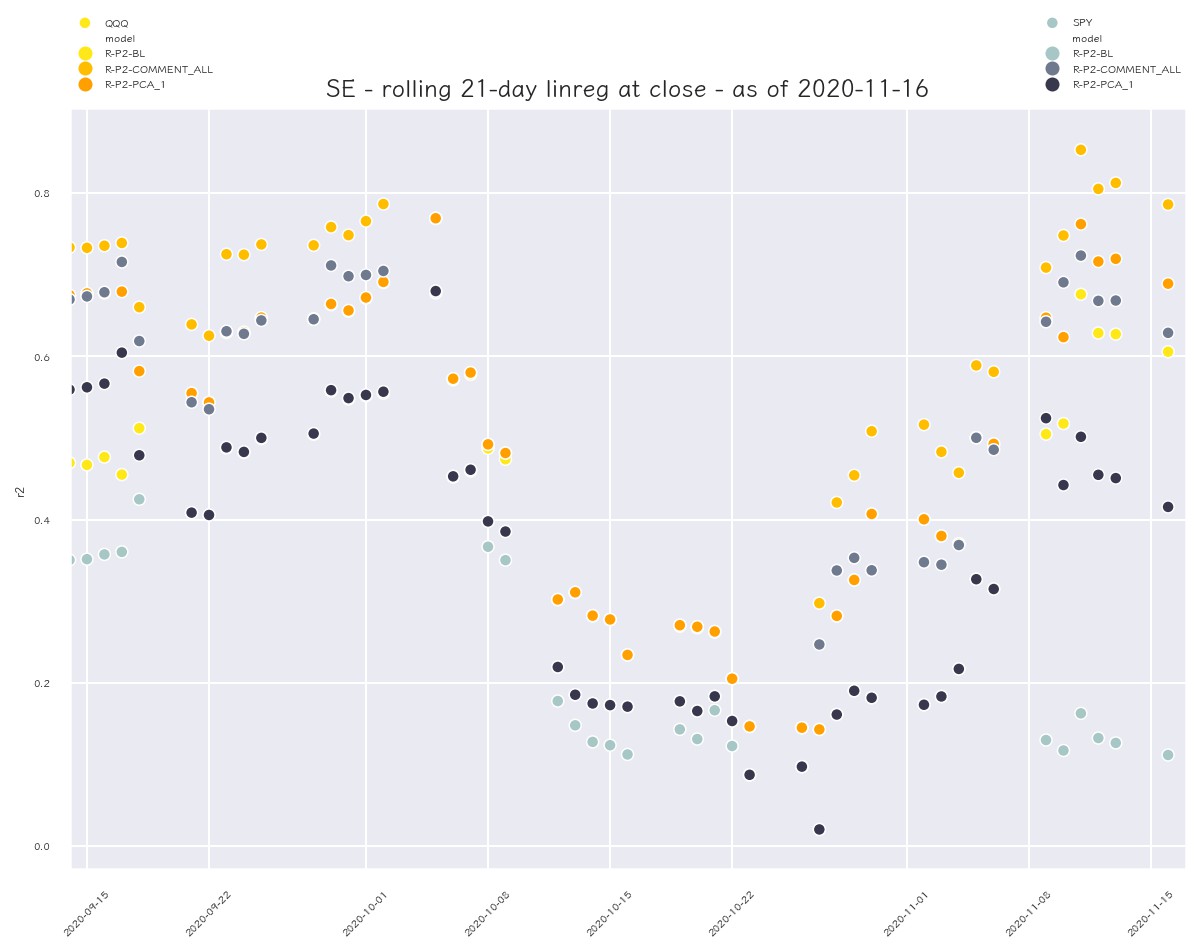 QQQ
model
R-P2-BL
R-P2-COMMENT_ALL
R-P2-PCA_1
SPY
model
R-P2-BL
R-P2-COMMENT_ALL
R-P2-PCA_1
SE - rolling 21-day linreg at close - as of 2020-11-16
r2
0.8
0.6
0.4
0.2
0.0
2020-09-15
2020-09-22
2020-10-01
2020-10-08
2020-10-15
2020-10-22
2020-11-01
2020-11-08
2020-11-15